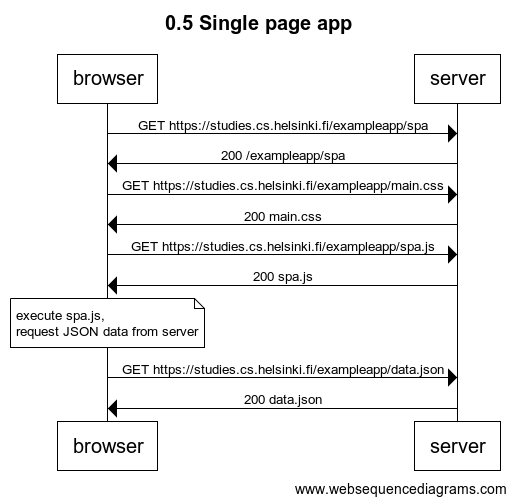 0.5 Single page app
browser
server
GET https://studies.cs.helsinki.fi/exampleapp/spa
200 /exampleapp/spa
GET https://studies.cs.helsinki.fi/exampleapp/main.css
200 main.css
GET https://studies.cs.helsinki.fi/exampleapp/spa.js
200 spa.js
execute spa.js,
request JSON data from server
GET https://studies.cs.helsinki.fi/exampleapp/data.json
200 data.json
browser
server
www.websequencediagrams.com